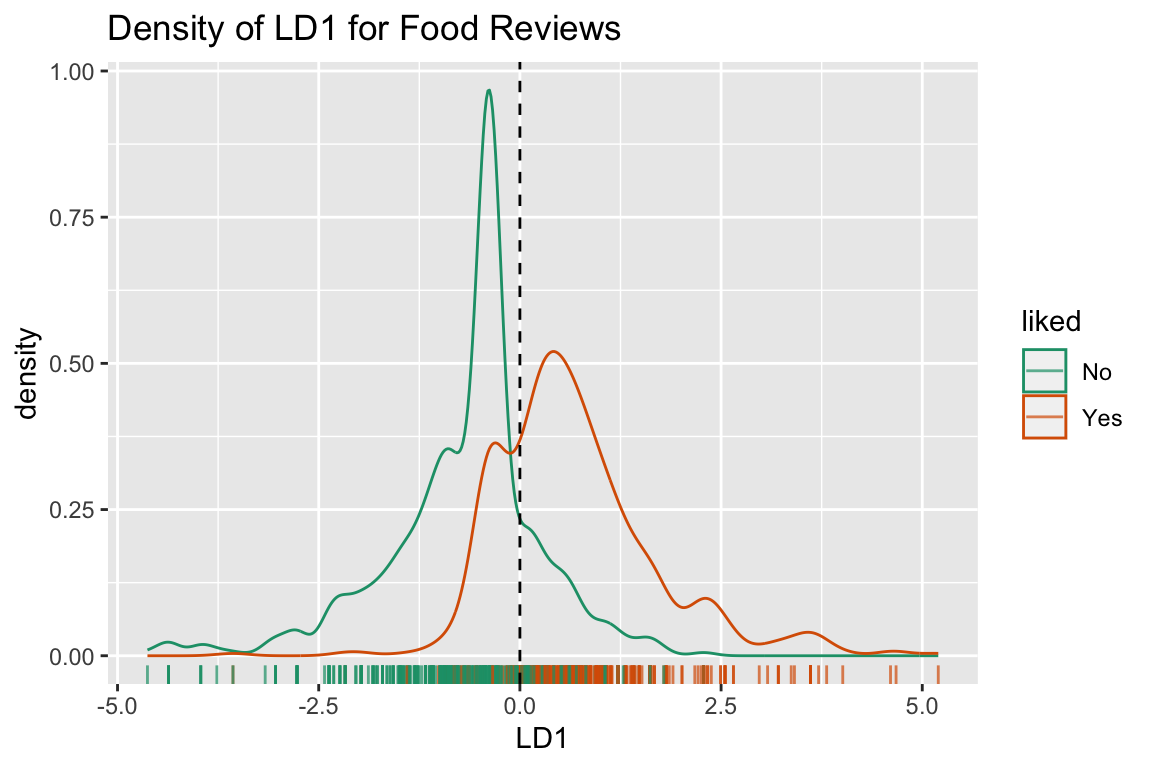 Density of LD1 for Food Reviews
1.00
0.75
0.50
0.25
0.00
density
-5.0 -2.5 0.0 2.5 5.0
LD1
liked
No
Yes